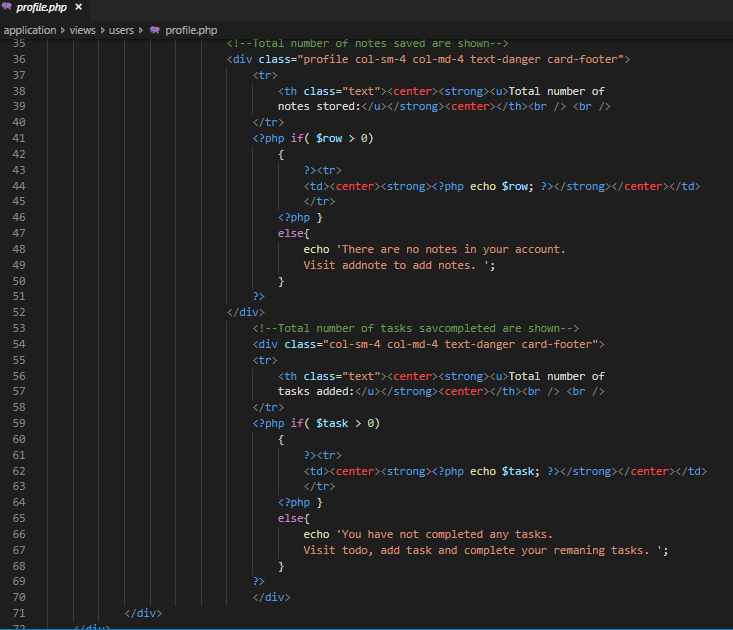 profile.php ×
application › views › users › profile.php
35 <!--Total number of notes saved are shown-->
36 <div class="profile col-sm-4 col-md-4 text-danger card-footer">
37 <tr>
38 <th class="text"><center><strong><u>Total number of
39 notes stored:</u></strong><center></th><br /> <br />
40 </tr>
41 <?php if( $row > 0)
42 {
43 ?><tr>
44 <td><center><strong><?php echo $row; ?></strong></center></td>
45 </tr>
46 <?php }
47 else{
48 echo 'There are no notes in your account.
49 Visit addnote to add notes. ';
50 }
51 ?>
52 </div>
53 <!--Total number of tasks savcompleted are shown-->
54 <div class="col-sm-4 col-md-4 text-danger card-footer">
55 <tr>
56 <th class="text"><center><strong><u>Total number of
57 tasks added:</u></strong><center></th><br /> <br />
58 </tr>
59 <?php if( $task > 0)
60 {
61 ?><tr>
62 <td><center><strong><?php echo $task; ?></strong></center></td>
63 </tr>
64 <?php }
65 else{
66 echo 'You have not completed any tasks.
67 Visit todo, add task and complete your remaning tasks. ';
68 }
69 ?>
70 </div>
71 </div>
72 </div>